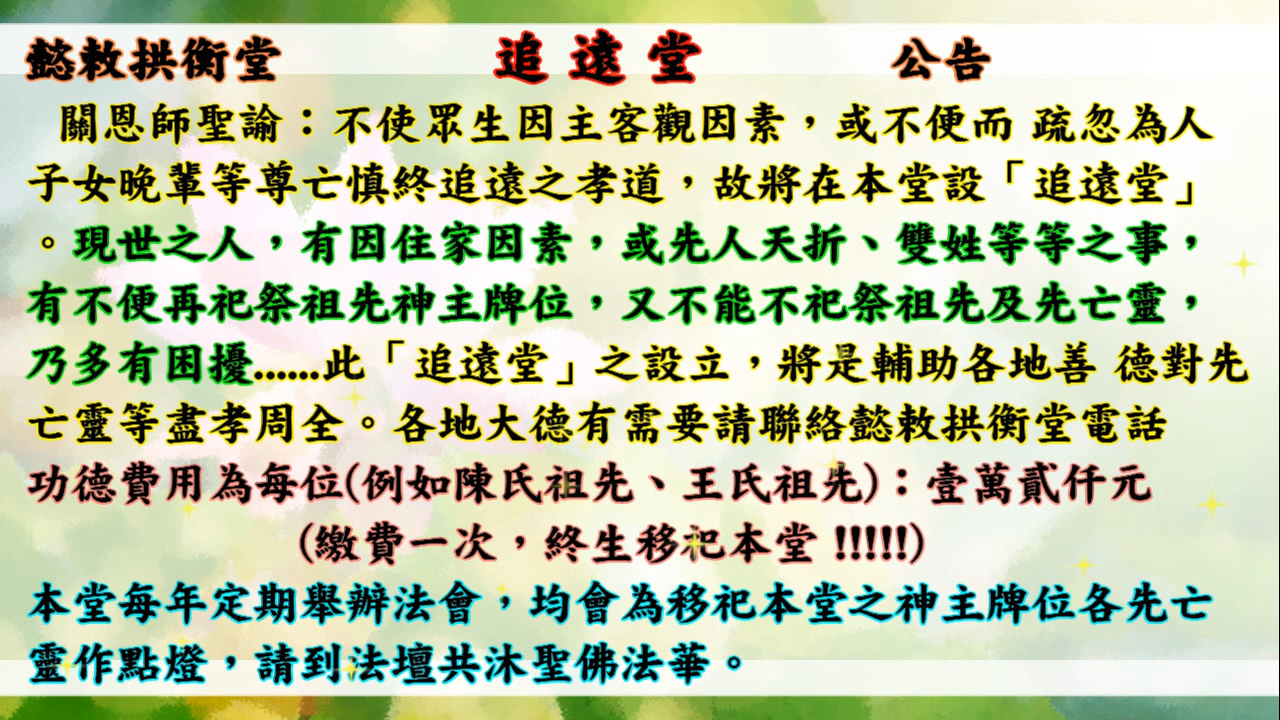 懿敕拱衡堂 追遠堂 公告
關恩師聖諭：不使眾生因主客觀因素，或不便而 疏忽為人
子女晚輩等尊亡慎終追遠之孝道，故將在本堂設「追遠堂」
。現世之人，有因住家因素，或先人夭折、雙姓等等之事，
有不便再祀祭祖先神主牌位，又不能不祀祭祖先及先亡靈，
乃多有困擾......此「追遠堂」之設立，將是輔助各地善 德對先
亡靈等盡孝周全。各地大德有需要請聯絡懿敕拱衡堂電話
功德費用為每位(例如陳氏祖先、王氏祖先)：壹萬貳仟元
(繳費一次，終生移祀本堂 !!!!!)
本堂每年定期舉辦法會，均會為移祀本堂之神主牌位各先亡
靈作點燈，請到法壇共沐聖佛法華。